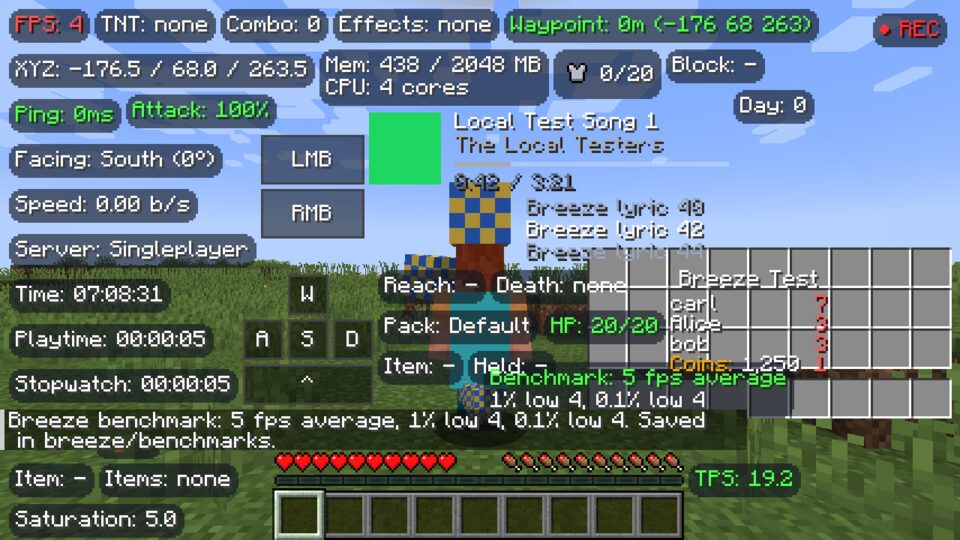 FPS: 4
TNT: none
Combo: 0
Effects: none
Waypoint: 0m (-176 68 263)
● REC
XYZ: -176.5 / 68.0 / 263.5
Mem: 438 / 2048 MB
CPU: 4 cores
0/20
Block: -
Day: 0
Ping: 0ms
Attack: 100%
Local Test Song 1
The Local Testers
0:42 / 3:21
Facing: South (0°)
LMB
RMB
Speed: 0.00 b/s
Breeze lyric 40
Breeze lyric 42
Breeze lyric 44
Server: Singleplayer
Time: 07:08:31
W
Reach: -
Death: none
Breeze Test
carl 7
Alice 3
bob 3
Coins: 1,250 1
Playtime: 00:00:05
A
S
D
Pack: Default
HP: 20/20
Stopwatch: 00:00:05
^
Item: -
Held: -
Benchmark: 5 fps average
1% low 4, 0.1% low 4
Breeze benchmark: 5 fps average, 1% low 4, 0.1% low 4. Saved
in breeze/benchmarks.
Item: -
Items: none
TPS: 19.2
Saturation: 5.0